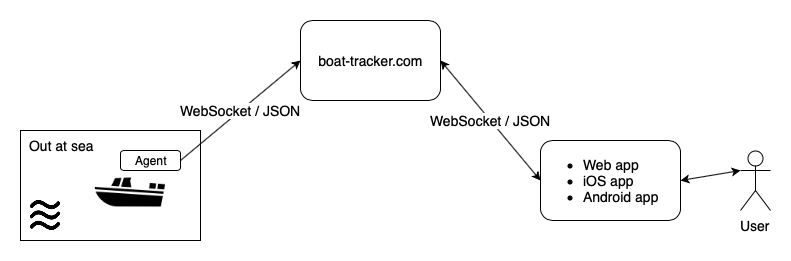 boat-tracker.com
WebSocket / JSON
WebSocket / JSON
Out at sea
Agent
• Web app
• iOS app
• Android app
User